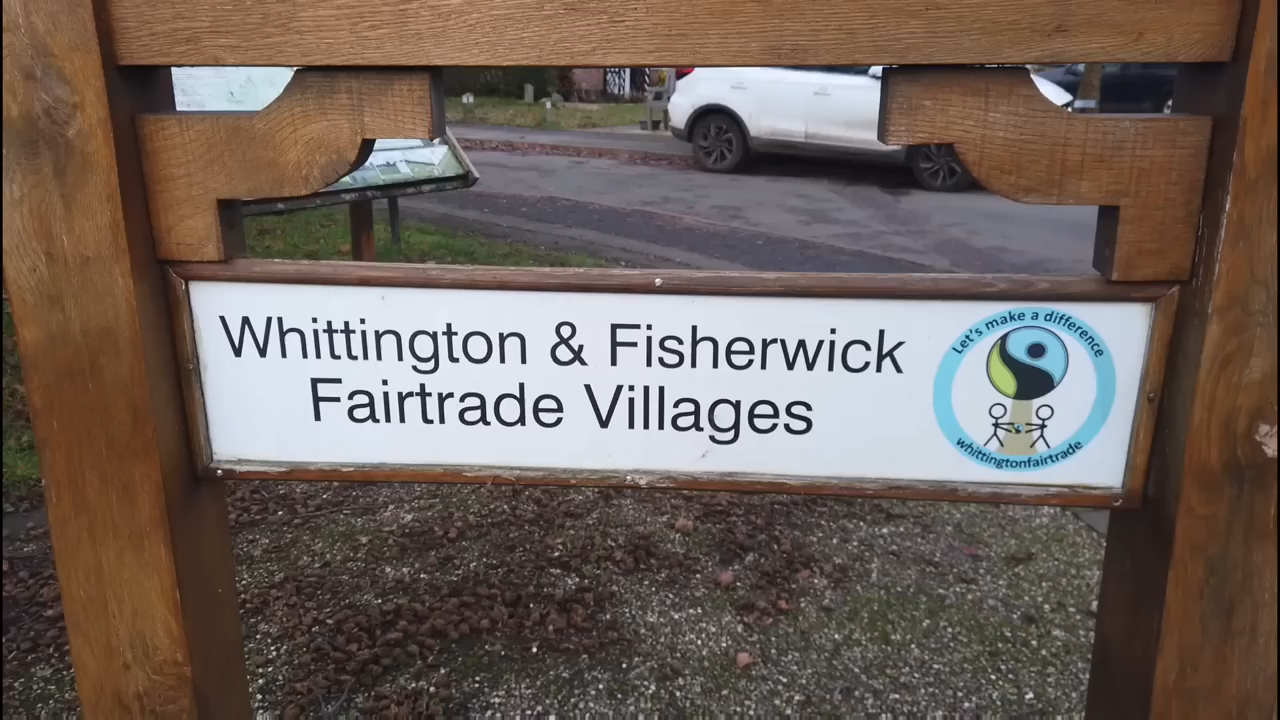 Whittington & Fisherwick
Fairtrade Villages
Let's make a difference
whittingtonfairtrade